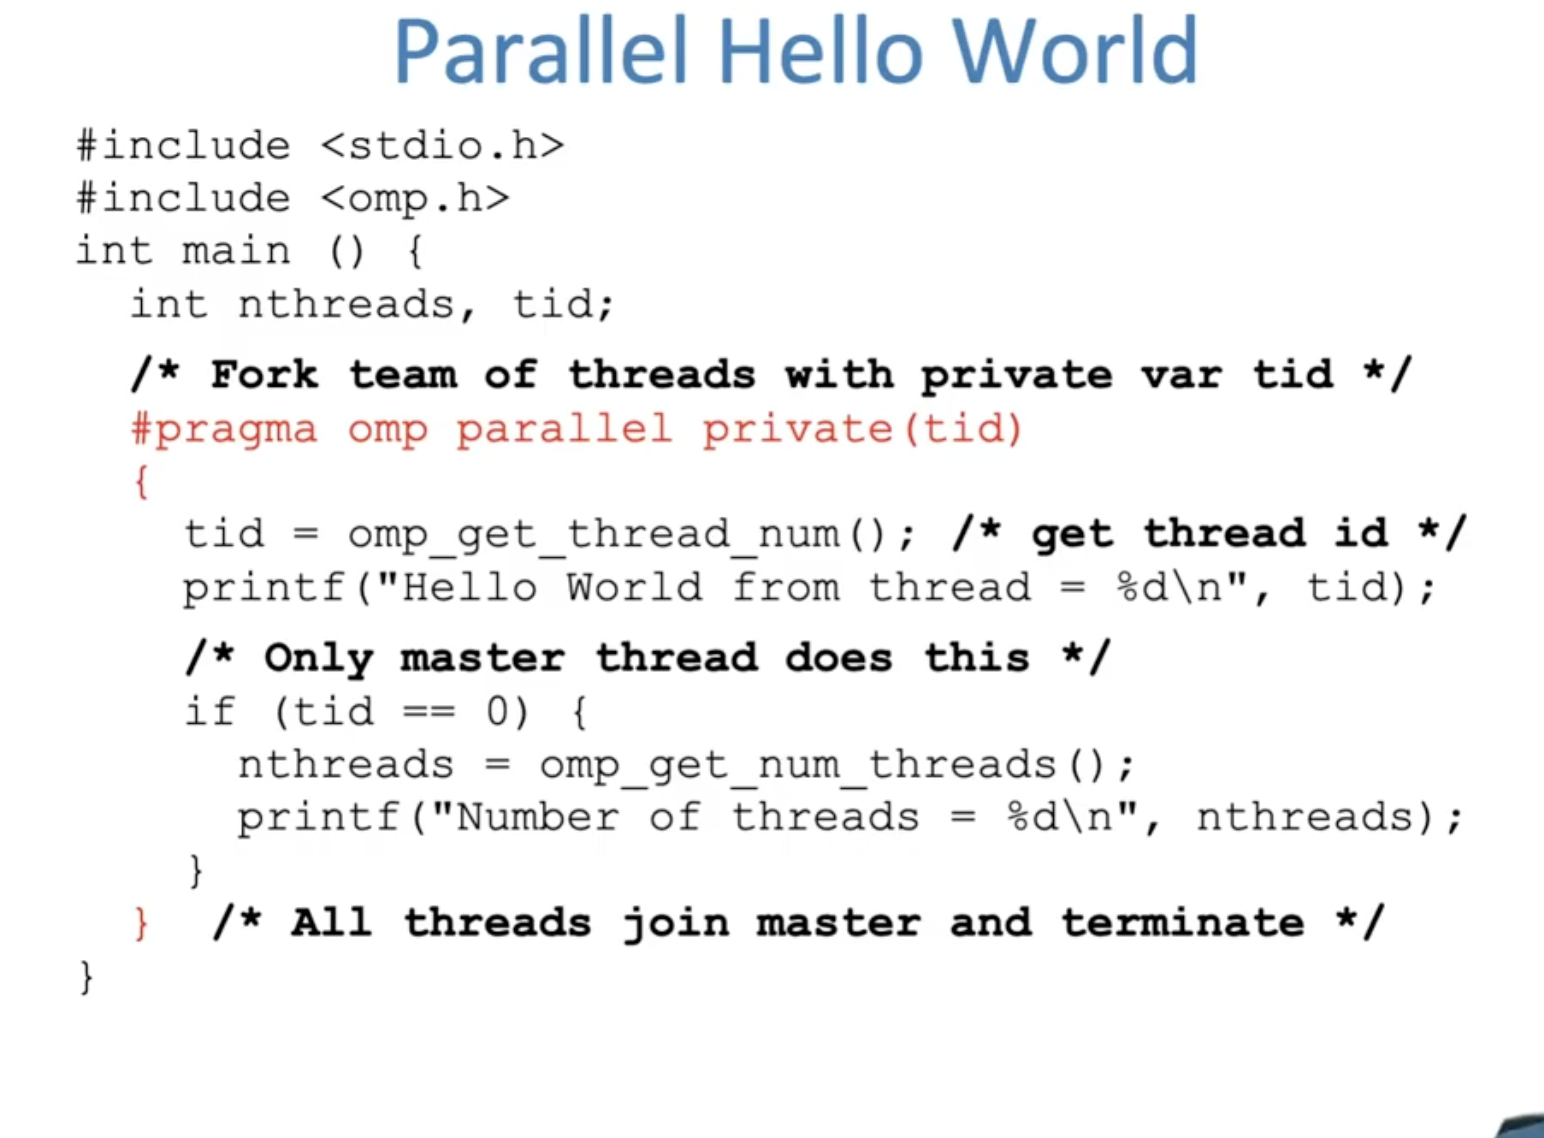 Parallel Hello World
#include <stdio.h>
#include <omp.h>
int main () {
int nthreads, tid;
/* Fork team of threads with private var tid */
#pragma omp parallel private(tid)
{
tid = omp_get_thread_num(); /* get thread id */
printf("Hello World from thread = %d\n", tid);
/* Only master thread does this */
if (tid == 0) {
nthreads = omp_get_num_threads();
printf("Number of threads = %d\n", nthreads);
}
} /* All threads join master and terminate */
}